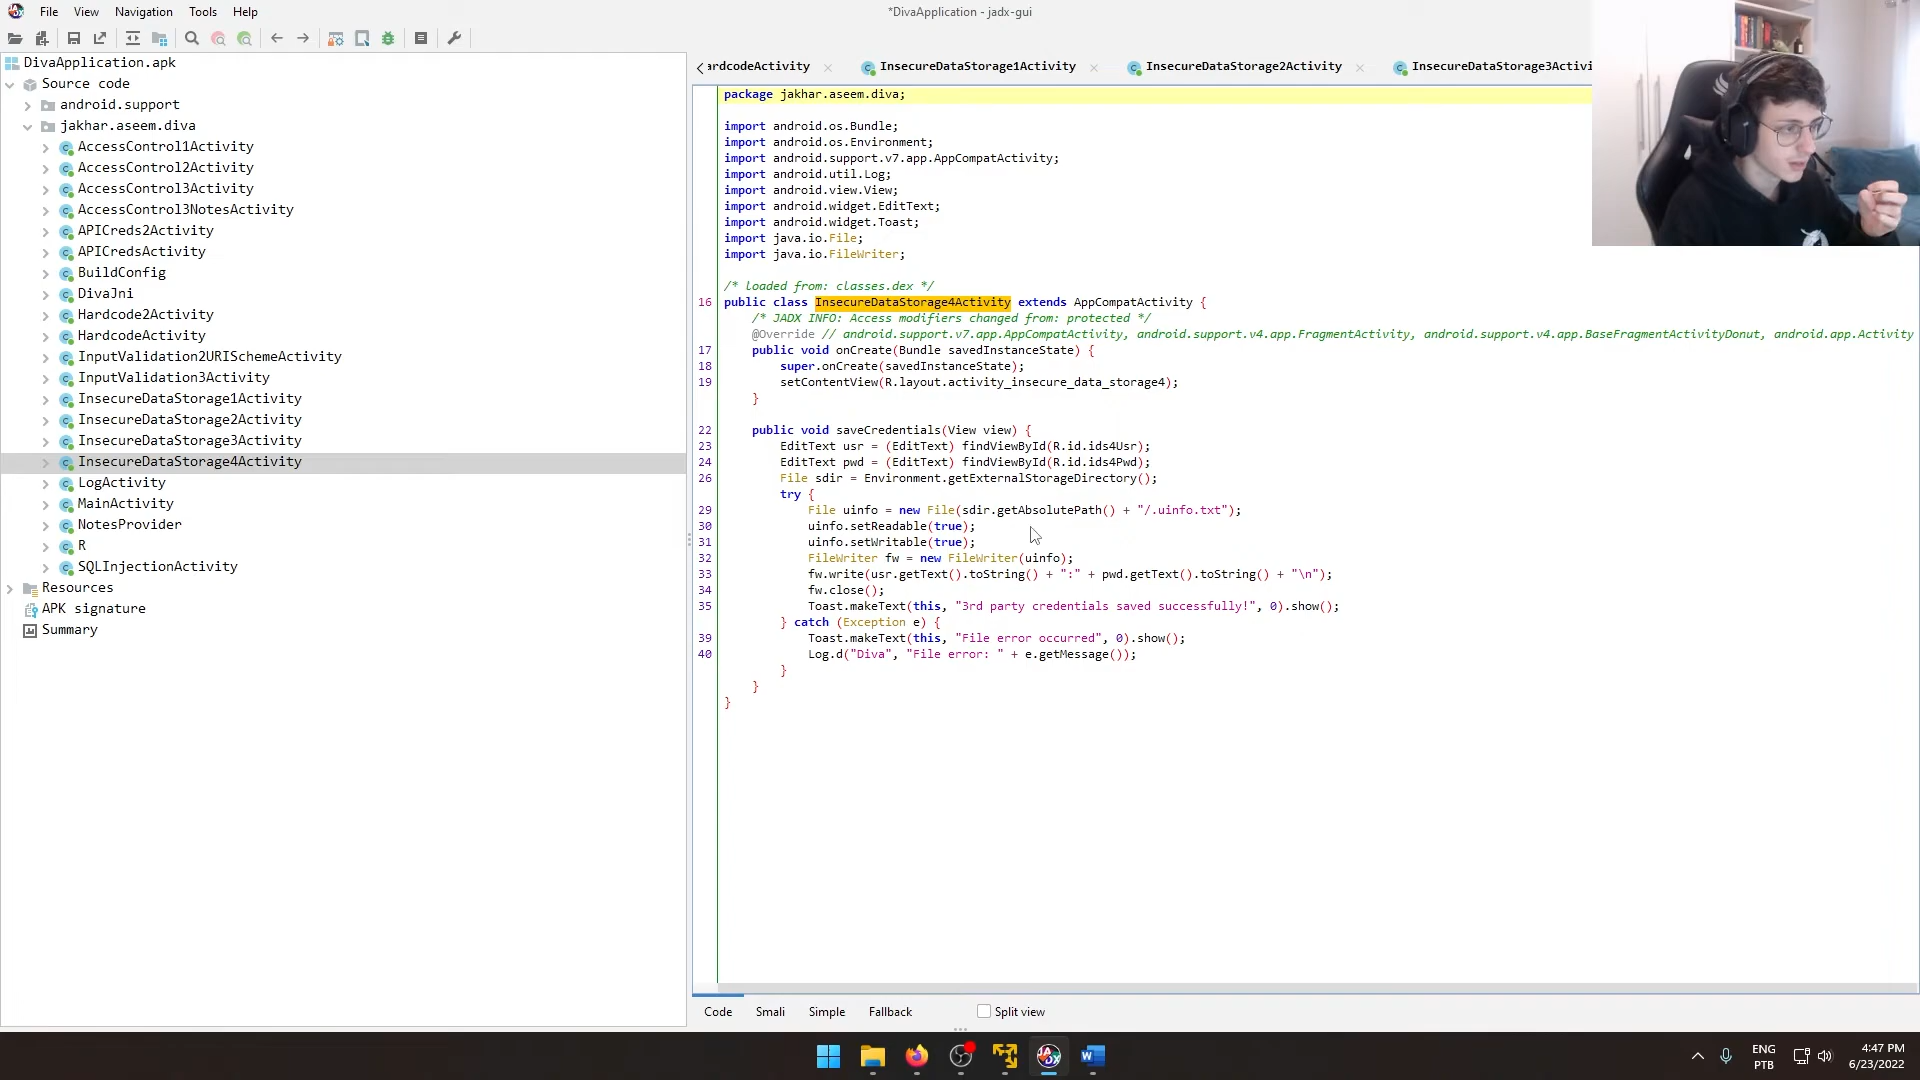 File View Navigation Tools Help
*DivaApplication - jadx-gui
DivaApplication.apk
Source code
android.support
jakhar.aseem.diva
AccessControl1Activity
AccessControl2Activity
AccessControl3Activity
AccessControl3NotesActivity
APICreds2Activity
APICredsActivity
BuildConfig
DivaJni
Hardcode2Activity
HardcodeActivity
InputValidation2URISchemeActivity
InputValidation3Activity
InsecureDataStorage1Activity
InsecureDataStorage2Activity
InsecureDataStorage3Activity
InsecureDataStorage4Activity
LogActivity
MainActivity
NotesProvider
R
SQLInjectionActivity
Resources
APK signature
Summary
ardcodeActivity InsecureDataStorage1Activity InsecureDataStorage2Activity InsecureDataStorage3Activi
package jakhar.aseem.diva;
import android.os.Bundle;
import android.os.Environment;
import android.support.v7.app.AppCompatActivity;
import android.util.Log;
import android.view.View;
import android.widget.EditText;
import android.widget.Toast;
import java.io.File;
import java.io.FileWriter;
/* loaded from: classes.dex */
16 public class InsecureDataStorage4Activity extends AppCompatActivity {
/* JADX INFO: Access modifiers changed from: protected */
@Override // android.support.v7.app.AppCompatActivity, android.support.v4.app.FragmentActivity, android.support.v4.app.BaseFragmentActivityDonut, android.app.Activity
17 public void onCreate(Bundle savedInstanceState) {
18 super.onCreate(savedInstanceState);
19 setContentView(R.layout.activity_insecure_data_storage4);
}
22 public void saveCredentials(View view) {
23 EditText usr = (EditText) findViewById(R.id.ids4Usr);
24 EditText pwd = (EditText) findViewById(R.id.ids4Pwd);
26 File sdir = Environment.getExternalStorageDirectory();
try {
29 File uinfo = new File(sdir.getAbsolutePath() + "/.uinfo.txt");
30 uinfo.setReadable(true);
31 uinfo.setWritable(true);
32 FileWriter fw = new FileWriter(uinfo);
33 fw.write(usr.getText().toString() + ":" + pwd.getText().toString() + "\n");
34 fw.close();
35 Toast.makeText(this, "3rd party credentials saved successfully!", 0).show();
} catch (Exception e) {
39 Toast.makeText(this, "File error occurred", 0).show();
40 Log.d("Diva", "File error: " + e.getMessage());
}
}
}
Code Smali Simple Fallback Split view
ENG
PTB
4:47 PM
6/23/2022